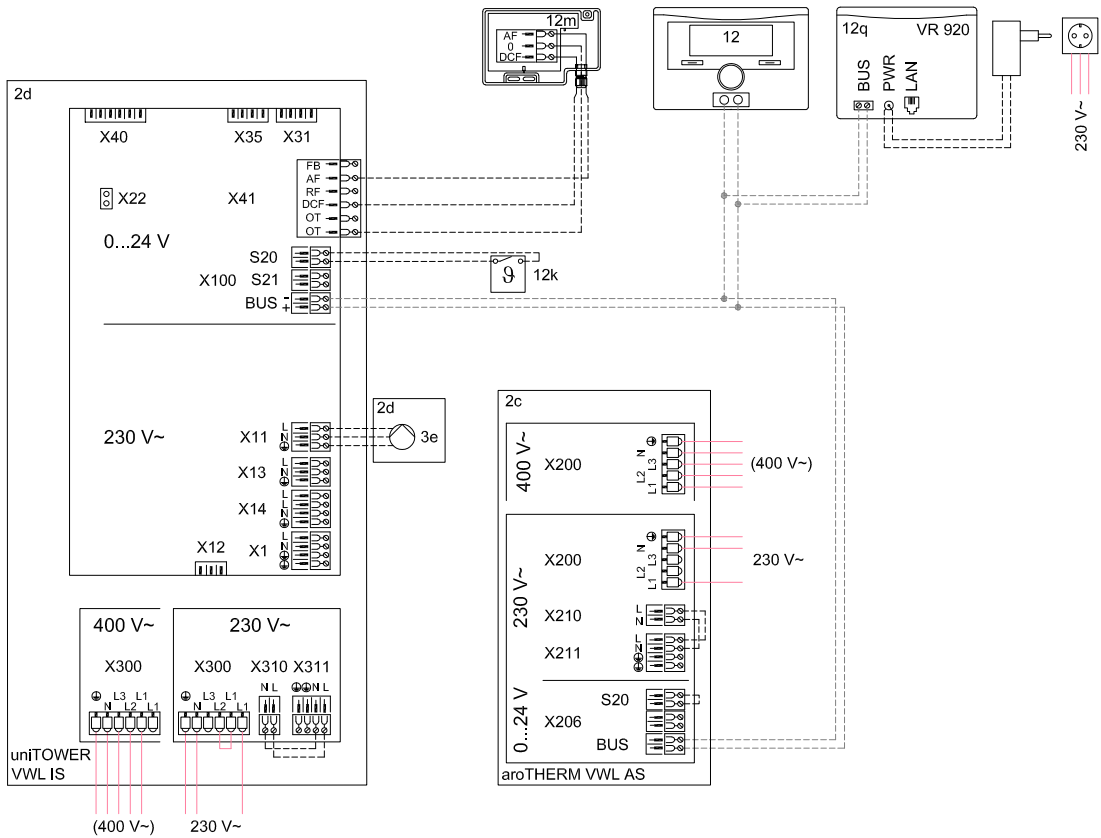 12m
AF
0
DCF
12
12q
VR 920
BUS
PWR
LAN
230 V~
2d
X40
X35
X31
X22
X41
FB
AF
RF
DCF
OT
OT
0...24 V
S20
X100
S21
BUS
-
+
12k
ϑ
230 V~
X11
L
N
X13
L
N
X14
L
L
N
X12
X1
L
N
2d
3e
400 V~
X300
L3
L1
N
L2
L1
230 V~
X300
X310
X311
L3
L1
N
L2
L1
N L
N L
uniTOWER
VWL IS
(400 V~)
230 V~
2c
400 V~
X200
N
L3
L2
L1
(400 V~)
230 V~
X200
N
L3
L2
L1
230 V~
X210
L
N
X211
L
N
0...24 V
S20
X206
BUS
aroTHERM VWL AS